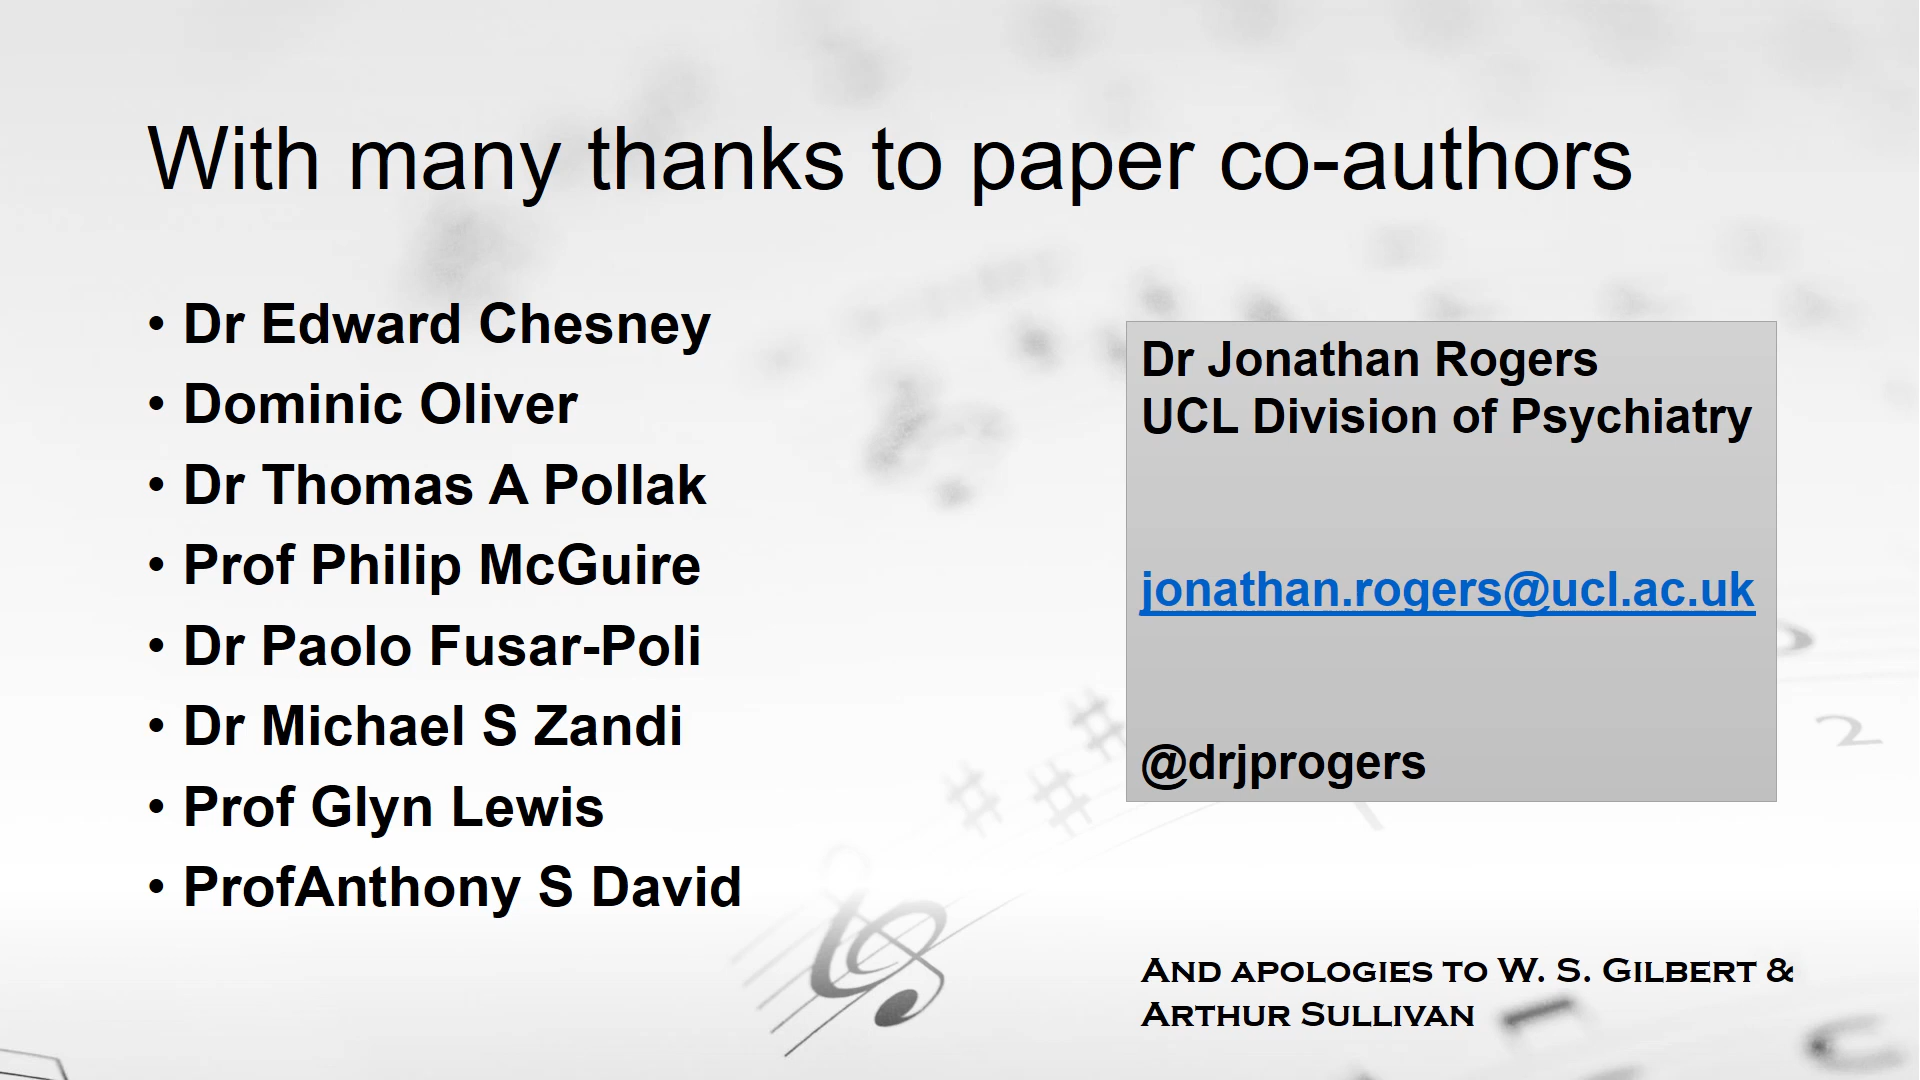 With many thanks to paper co-authors
• Dr Edward Chesney
• Dominic Oliver
• Dr Thomas A Pollak
• Prof Philip McGuire
• Dr Paolo Fusar-Poli
• Dr Michael S Zandi
• Prof Glyn Lewis
• ProfAnthony S David
Dr Jonathan Rogers
UCL Division of Psychiatry
jonathan.rogers@ucl.ac.uk
@drjprogers
And apologies to W. S. Gilbert &
Arthur Sullivan
2